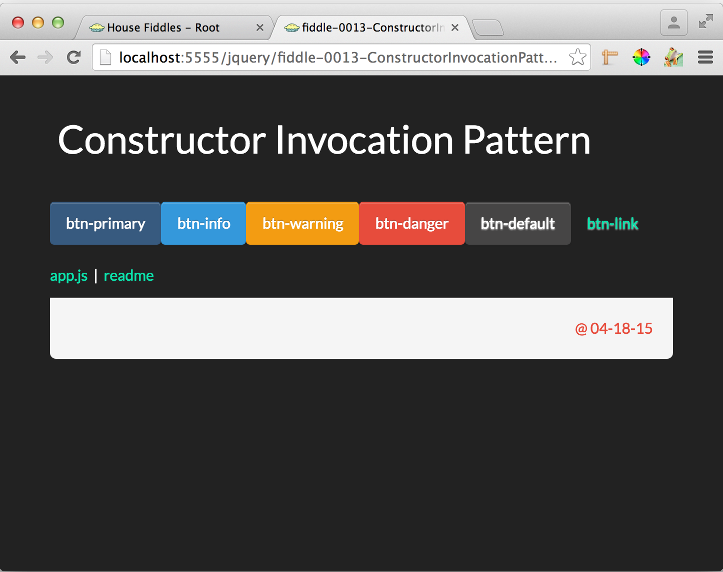 House Fiddles – Root
fiddle-0013-ConstructorIn
localhost:5555/jquery/fiddle-0013-ConstructorInvocationPatt...
Constructor Invocation Pattern
btn-primary btn-info btn-warning btn-danger btn-default btn-link
app.js | readme
@ 04-18-15